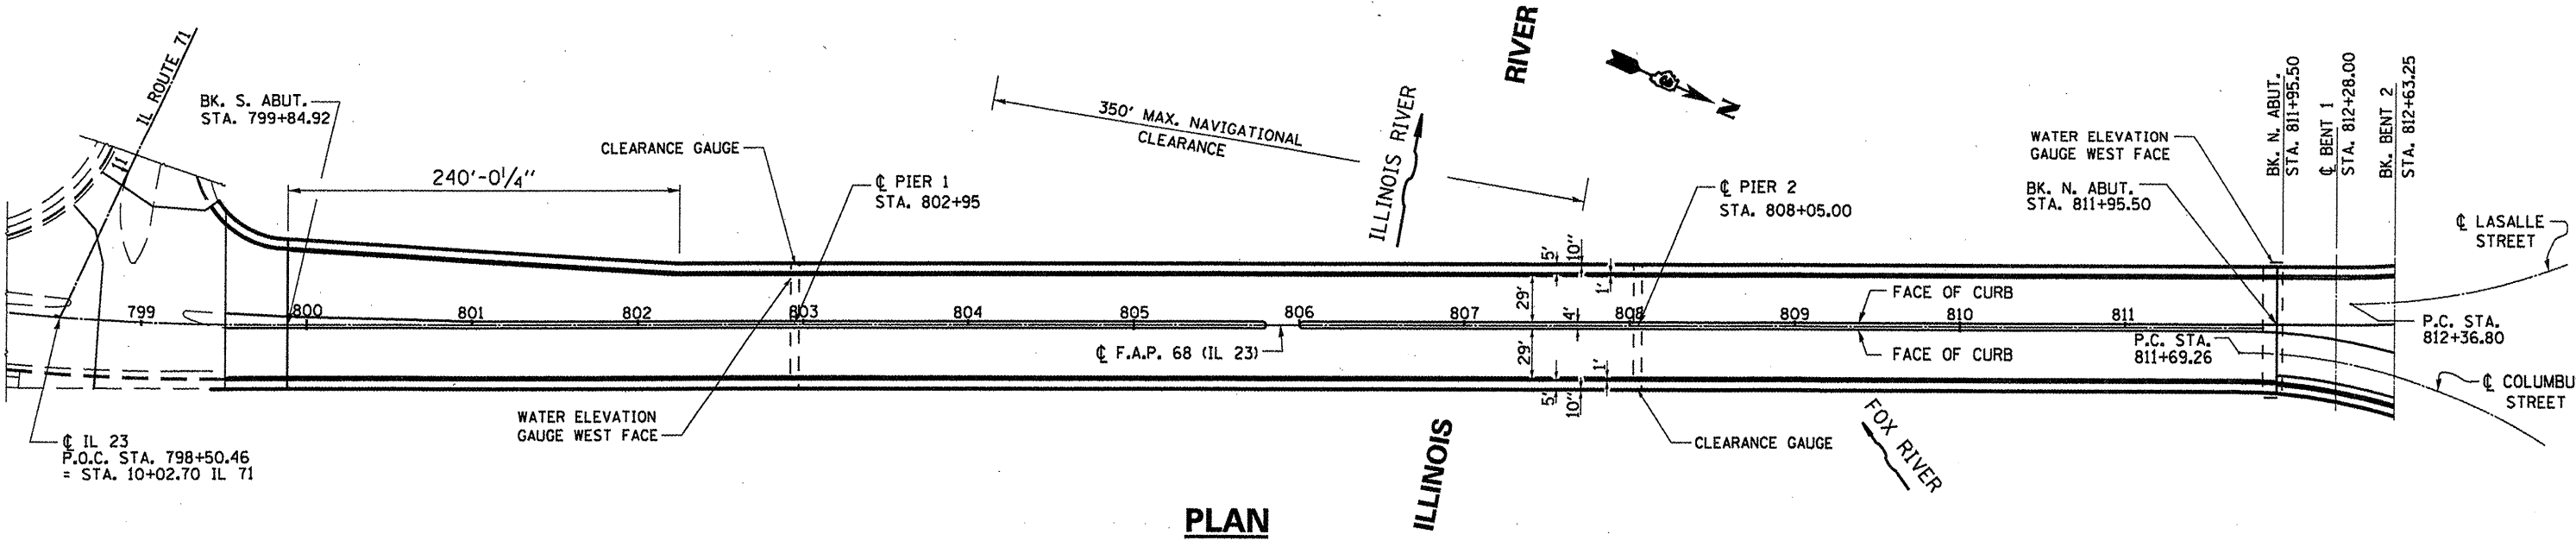 IL ROUTE 71
11
BK. S. ABUT.
STA. 799+84.92
240'-0 1/4"
CLEARANCE GAUGE
℄ PIER 1
STA. 802+95
350' MAX. NAVIGATIONAL
CLEARANCE
ILLINOIS RIVER
RIVER
N
℄ PIER 2
STA. 808+05.00
WATER ELEVATION
GAUGE WEST FACE
BK. N. ABUT.
STA. 811+95.50
BK. N. ABUT.
STA. 811+95.50
℄ BENT 1
STA. 812+28.00
BK. BENT 2
STA. 812+63.25
℄ LASALLE
STREET
P.C. STA.
812+36.80
799
800
801
802
803
804
805
806
807
808
809
810
811
5'
10"
1'
29'
4'
29'
1'
5'
10"
FACE OF CURB
FACE OF CURB
℄ F.A.P. 68 (IL 23)
P.C. STA.
811+69.26
℄ COLUMBU
STREET
WATER ELEVATION
GAUGE WEST FACE
CLEARANCE GAUGE
FOX RIVER
℄ IL 23
P.O.C. STA. 798+50.46
= STA. 10+02.70 IL 71
ILLINOIS
PLAN